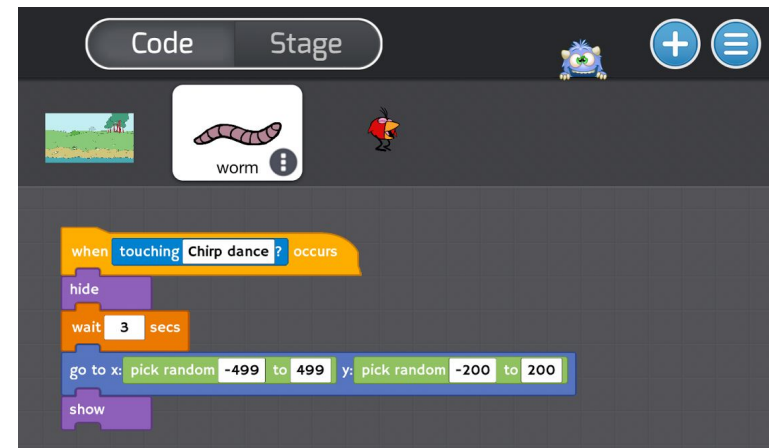 Code Stage
worm
when touching Chirp dance ? occurs
hide
wait 3 secs
go to x: pick random -499 to 499 y: pick random -200 to 200
show